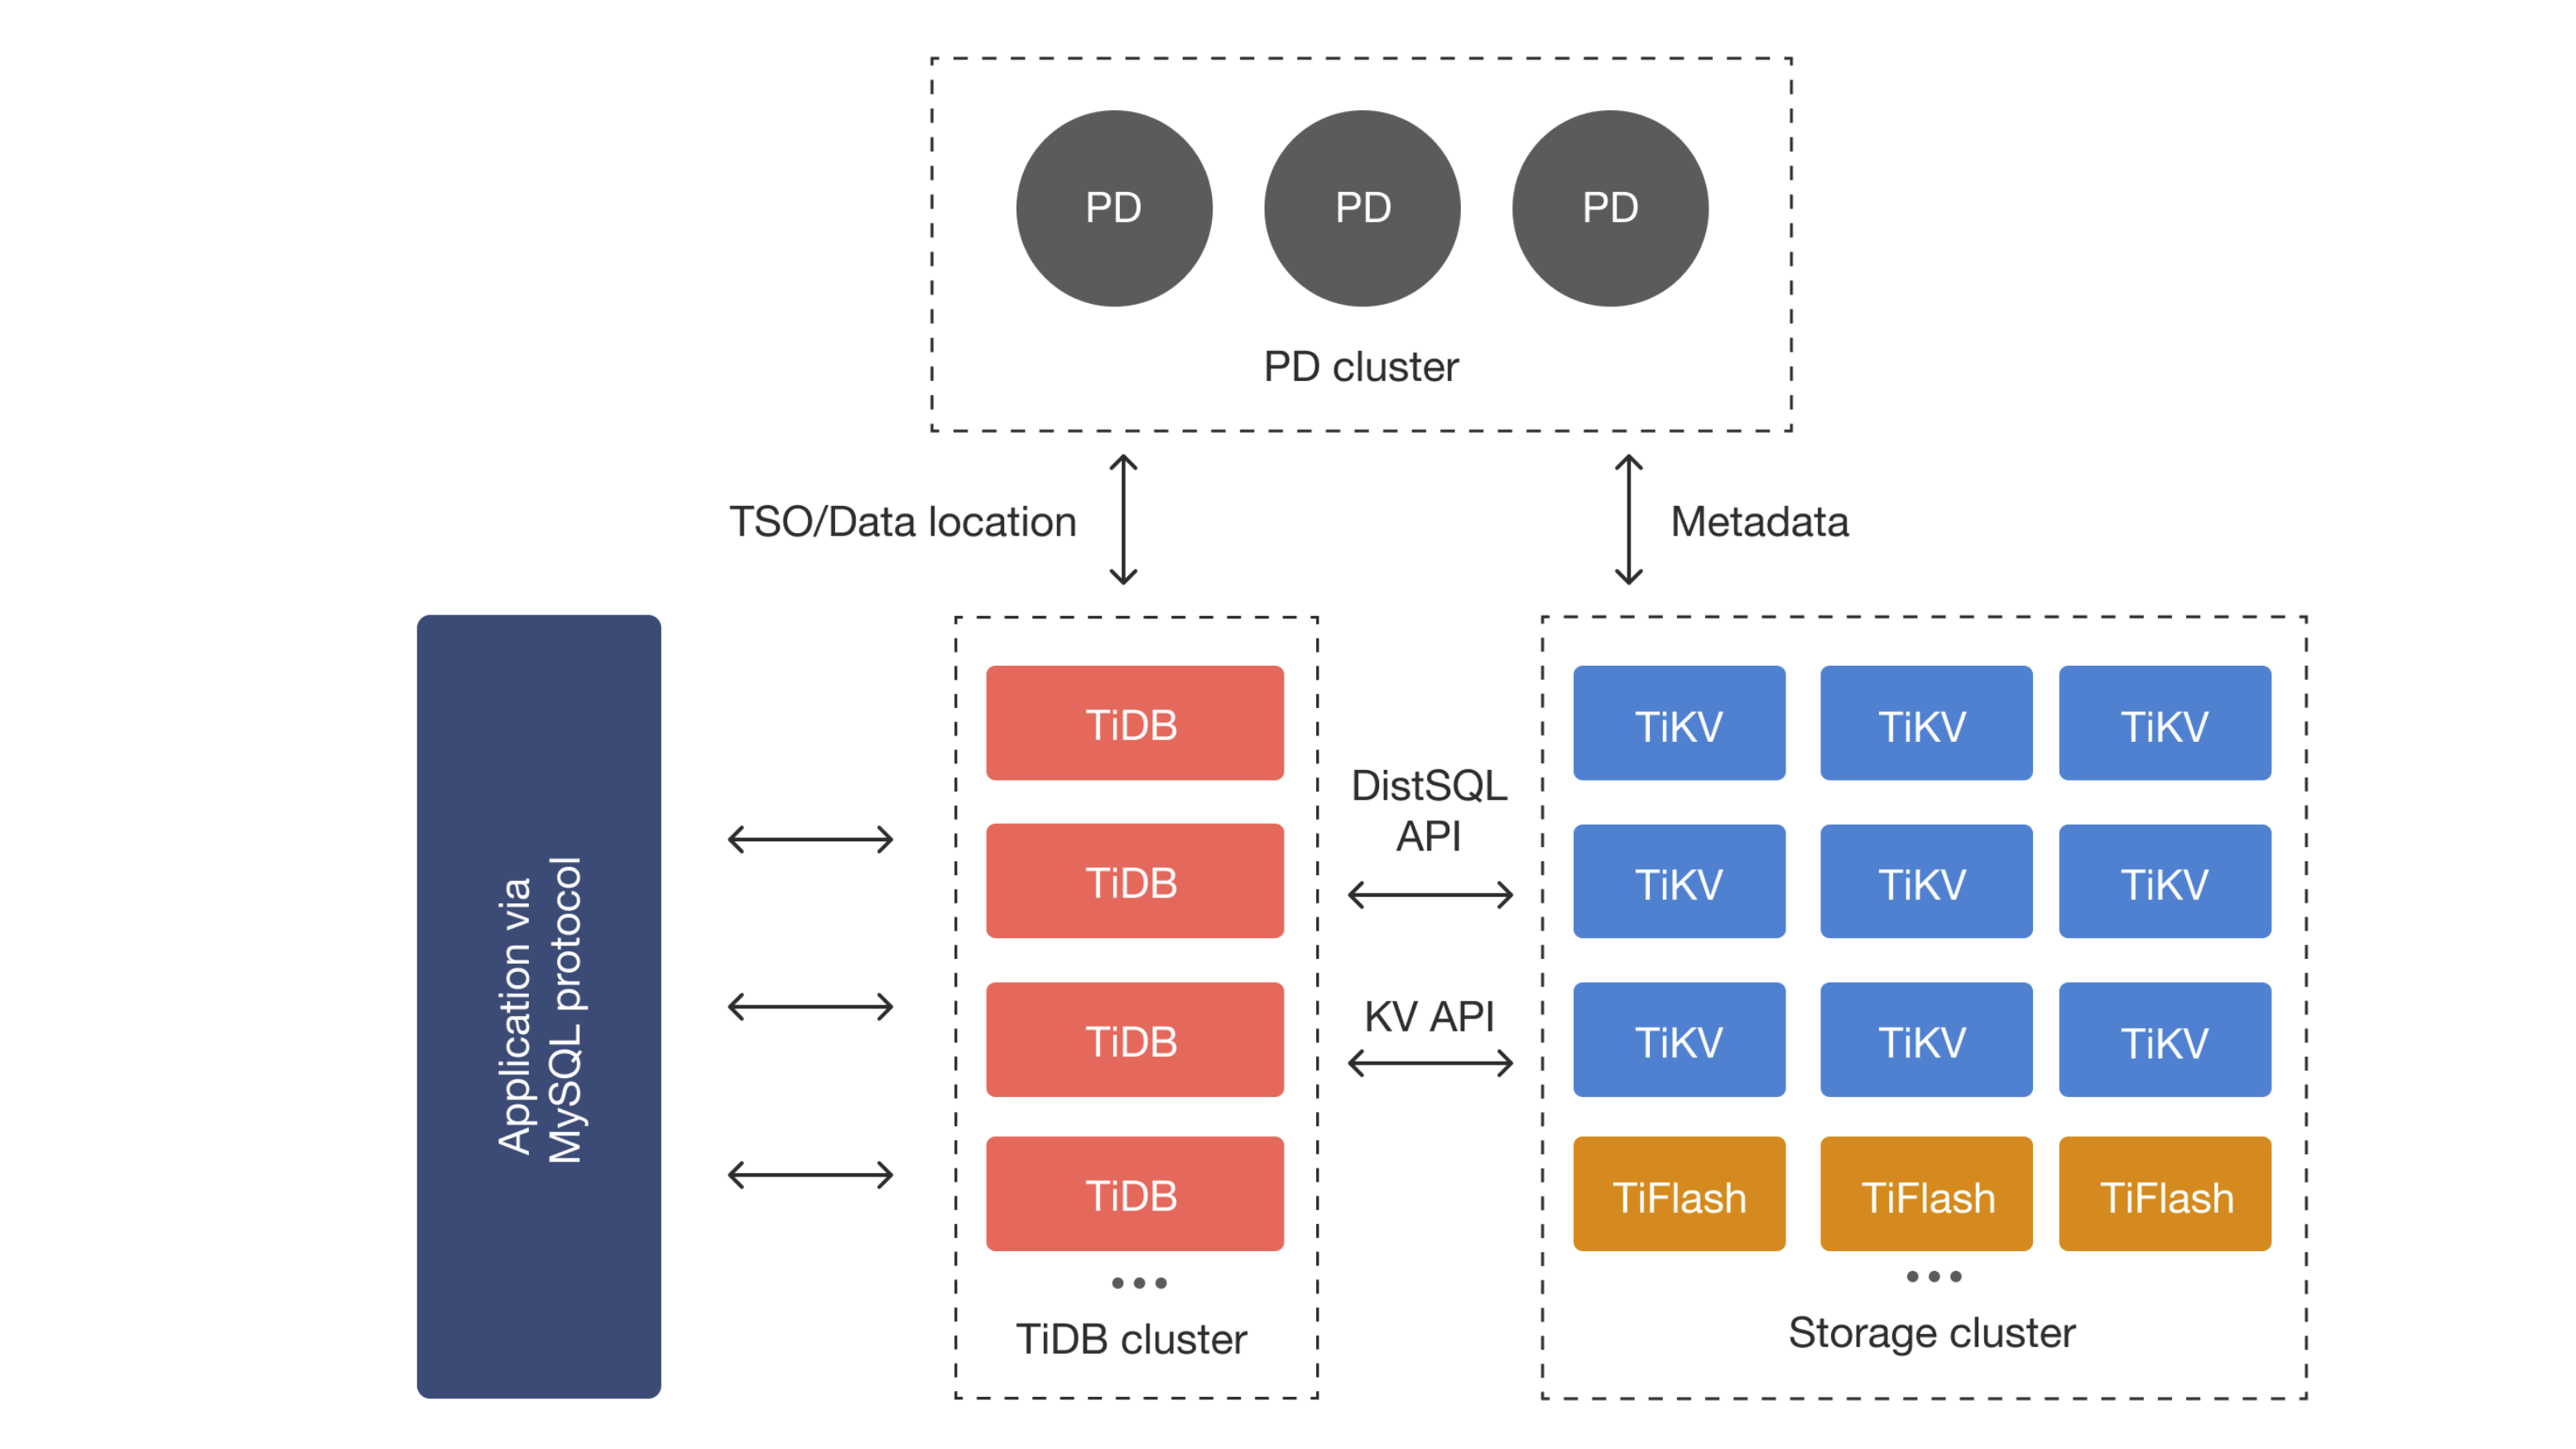 PD
PD
PD
PD cluster
TSO/Data location
Metadata
Application via
MySQL protocol
TiDB
TiDB
TiDB
TiDB
TiDB cluster
DistSQL
API
KV API
TiKV
TiKV
TiKV
TiKV
TiKV
TiKV
TiKV
TiKV
TiKV
TiFlash
TiFlash
TiFlash
Storage cluster